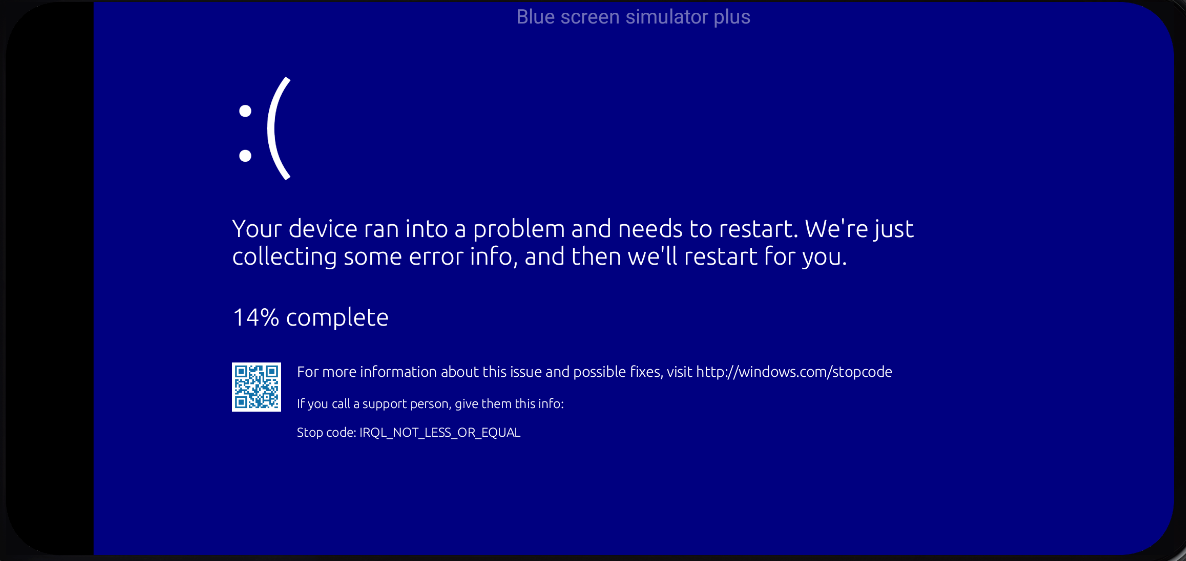 Blue screen simulator plus
:(
Your device ran into a problem and needs to restart. We're just
collecting some error info, and then we'll restart for you.
14% complete
For more information about this issue and possible fixes, visit http://windows.com/stopcode
If you call a support person, give them this info:
Stop code: IRQL_NOT_LESS_OR_EQUAL